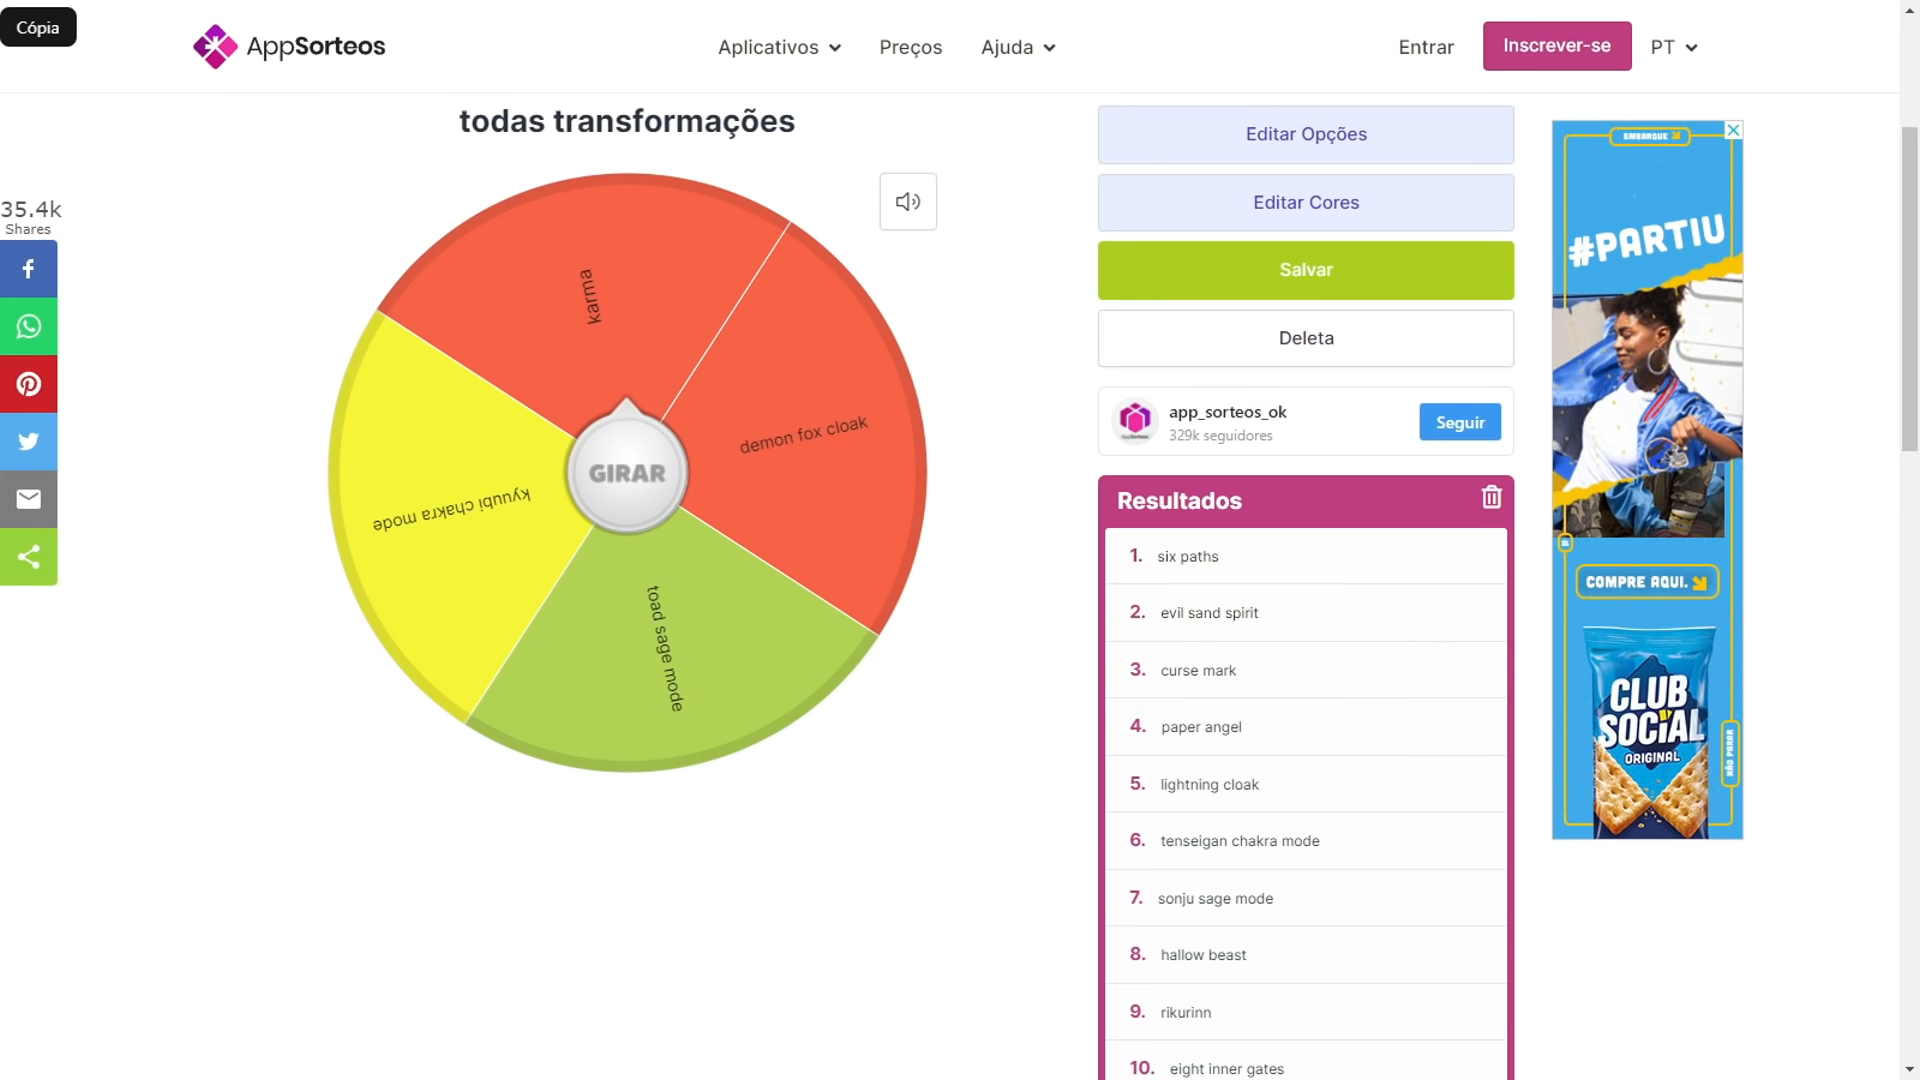 Cópia
AppSorteos
Aplicativos
Preços
Ajuda
Entrar
Inscrever-se
PT
todas transformações
35.4k
Shares
karma
demon fox cloak
kyuubi chakra mode
toad sage mode
GIRAR
Editar Opções
Editar Cores
Salvar
Deleta
app_sorteos_ok
329k seguidores
Seguir
Resultados
1. six paths
2. evil sand spirit
3. curse mark
4. paper angel
5. lightning cloak
6. tenseigan chakra mode
7. sonju sage mode
8. hallow beast
9. rikurinn
10. eight inner gates
EMBARQUE
#PARTIU
COMPRE AQUI.
CLUB
SOCIAL
ORIGINAL
NÃO PARAR